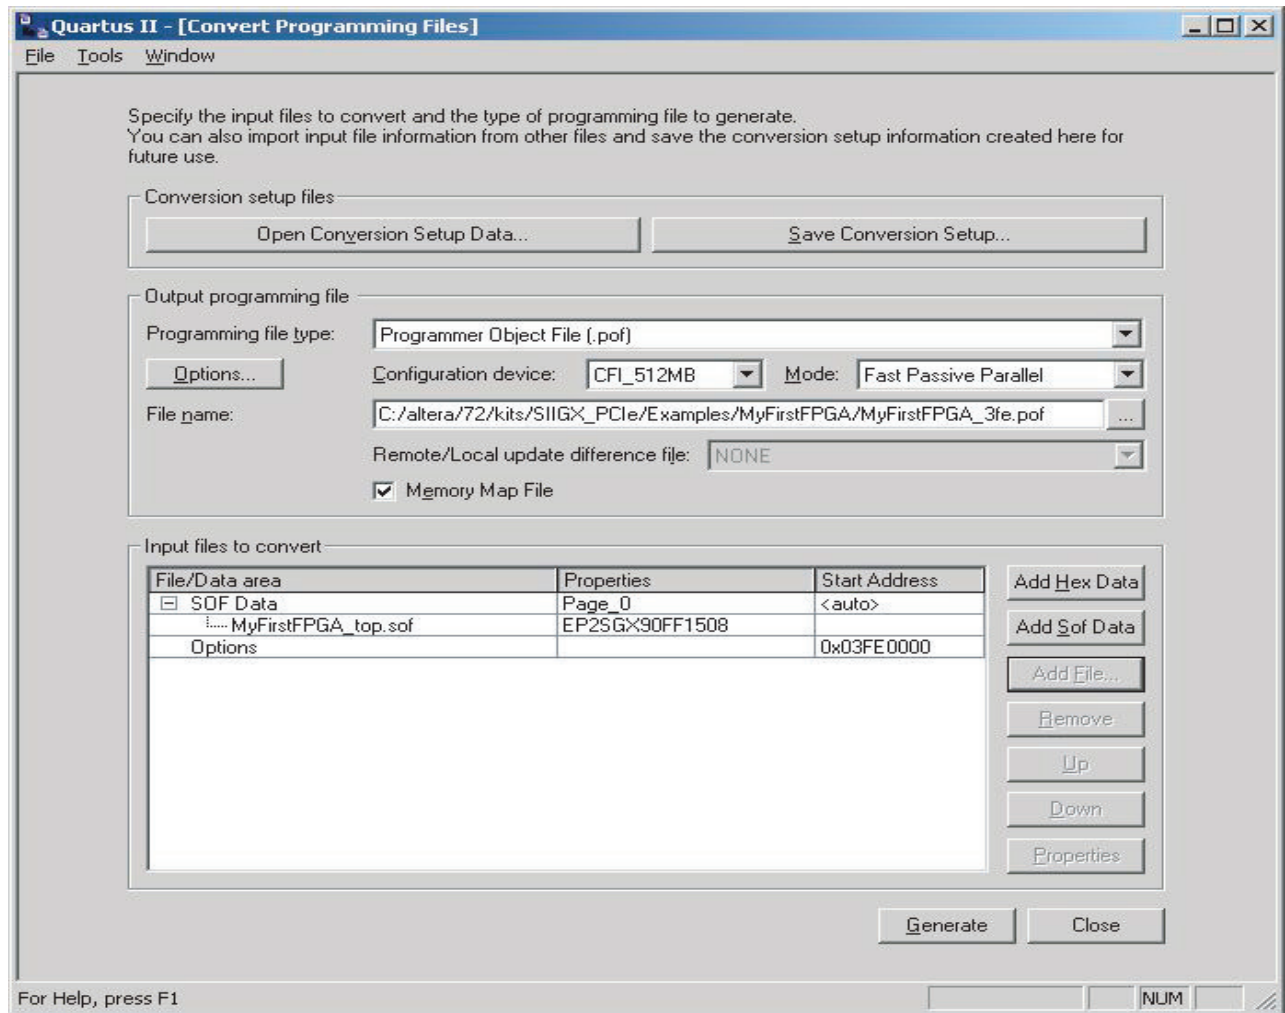 Quartus II - [Convert Programming Files]
File Tools Window
Specify the input files to convert and the type of programming file to generate.
You can also import input file information from other files and save the conversion setup information created here for
future use.
Conversion setup files
Open Conversion Setup Data... Save Conversion Setup...
Output programming file
Programming file type: Programmer Object File (.pof)
Options... Configuration device: CFI_512MB Mode: Fast Passive Parallel
File name: C:/altera/72/kits/SIIGX_PCIe/Examples/MyFirstFPGA/MyFirstFPGA_3fe.pof ...
Remote/Local update difference file: NONE
Memory Map File
Input files to convert
File/Data area Properties Start Address
SOF Data Page_0 <auto>
MyFirstFPGA_top.sof EP2SGX90FF1508
Options 0x03FE0000
Add Hex Data
Add Sof Data
Add File...
Remove
Up
Down
Properties
Generate Close
For Help, press F1 NUM